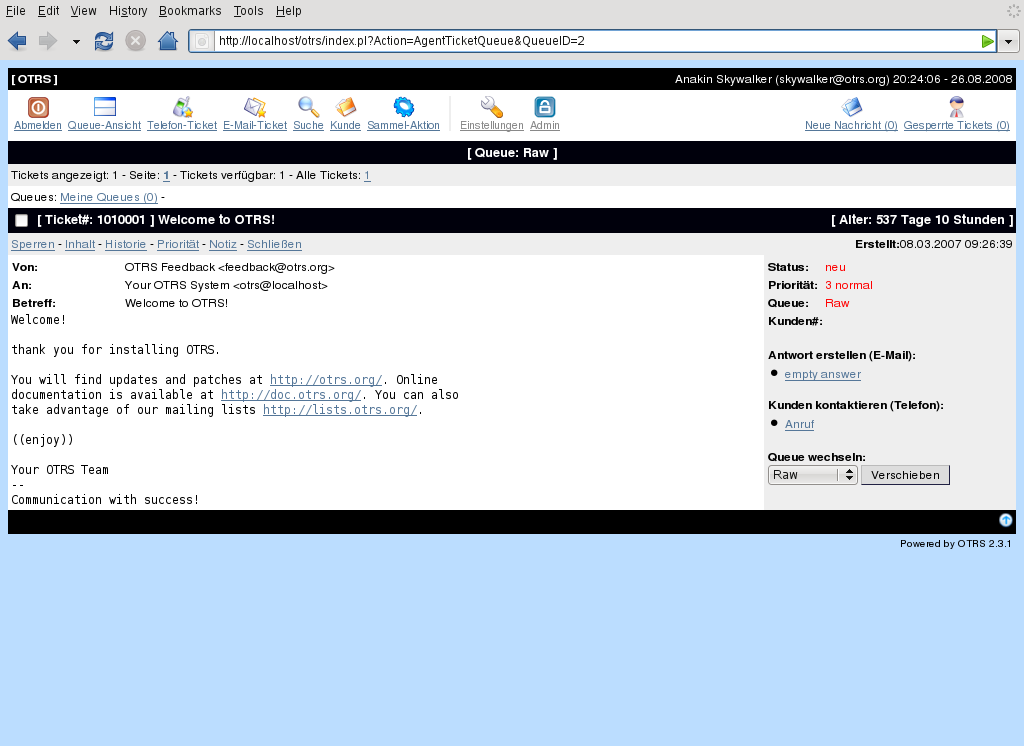 File Edit View History Bookmarks Tools Help
http://localhost/otrs/index.pl?Action=AgentTicketQueue&QueueID=2
[ OTRS ] Anakin Skywalker (skywalker@otrs.org) 20:24:06 - 26.08.2008
Abmelden Queue-Ansicht Telefon-Ticket E-Mail-Ticket Suche Kunde Sammel-Aktion Einstellungen Admin Neue Nachricht (0) Gesperrte Tickets (0)
[ Queue: Raw ]
Tickets angezeigt: 1 - Seite: 1 - Tickets verfügbar: 1 - Alle Tickets: 1
Queues: Meine Queues (0) -
[ Ticket#: 1010001 ] Welcome to OTRS! [ Alter: 537 Tage 10 Stunden ]
Sperren - Inhalt - Historie - Priorität - Notiz - Schließen Erstellt:08.03.2007 09:26:39
Von: OTRS Feedback <feedback@otrs.org>
An: Your OTRS System <otrs@localhost>
Betreff: Welcome to OTRS!
Welcome!
thank you for installing OTRS.
You will find updates and patches at http://otrs.org/. Online
documentation is available at http://doc.otrs.org/. You can also
take advantage of our mailing lists http://lists.otrs.org/.
((enjoy))
Your OTRS Team
--
Communication with success!
Status: neu
Priorität: 3 normal
Queue: Raw
Kunden#:
Antwort erstellen (E-Mail):
empty answer
Kunden kontaktieren (Telefon):
Anruf
Queue wechseln:
Raw Verschieben
Powered by OTRS 2.3.1